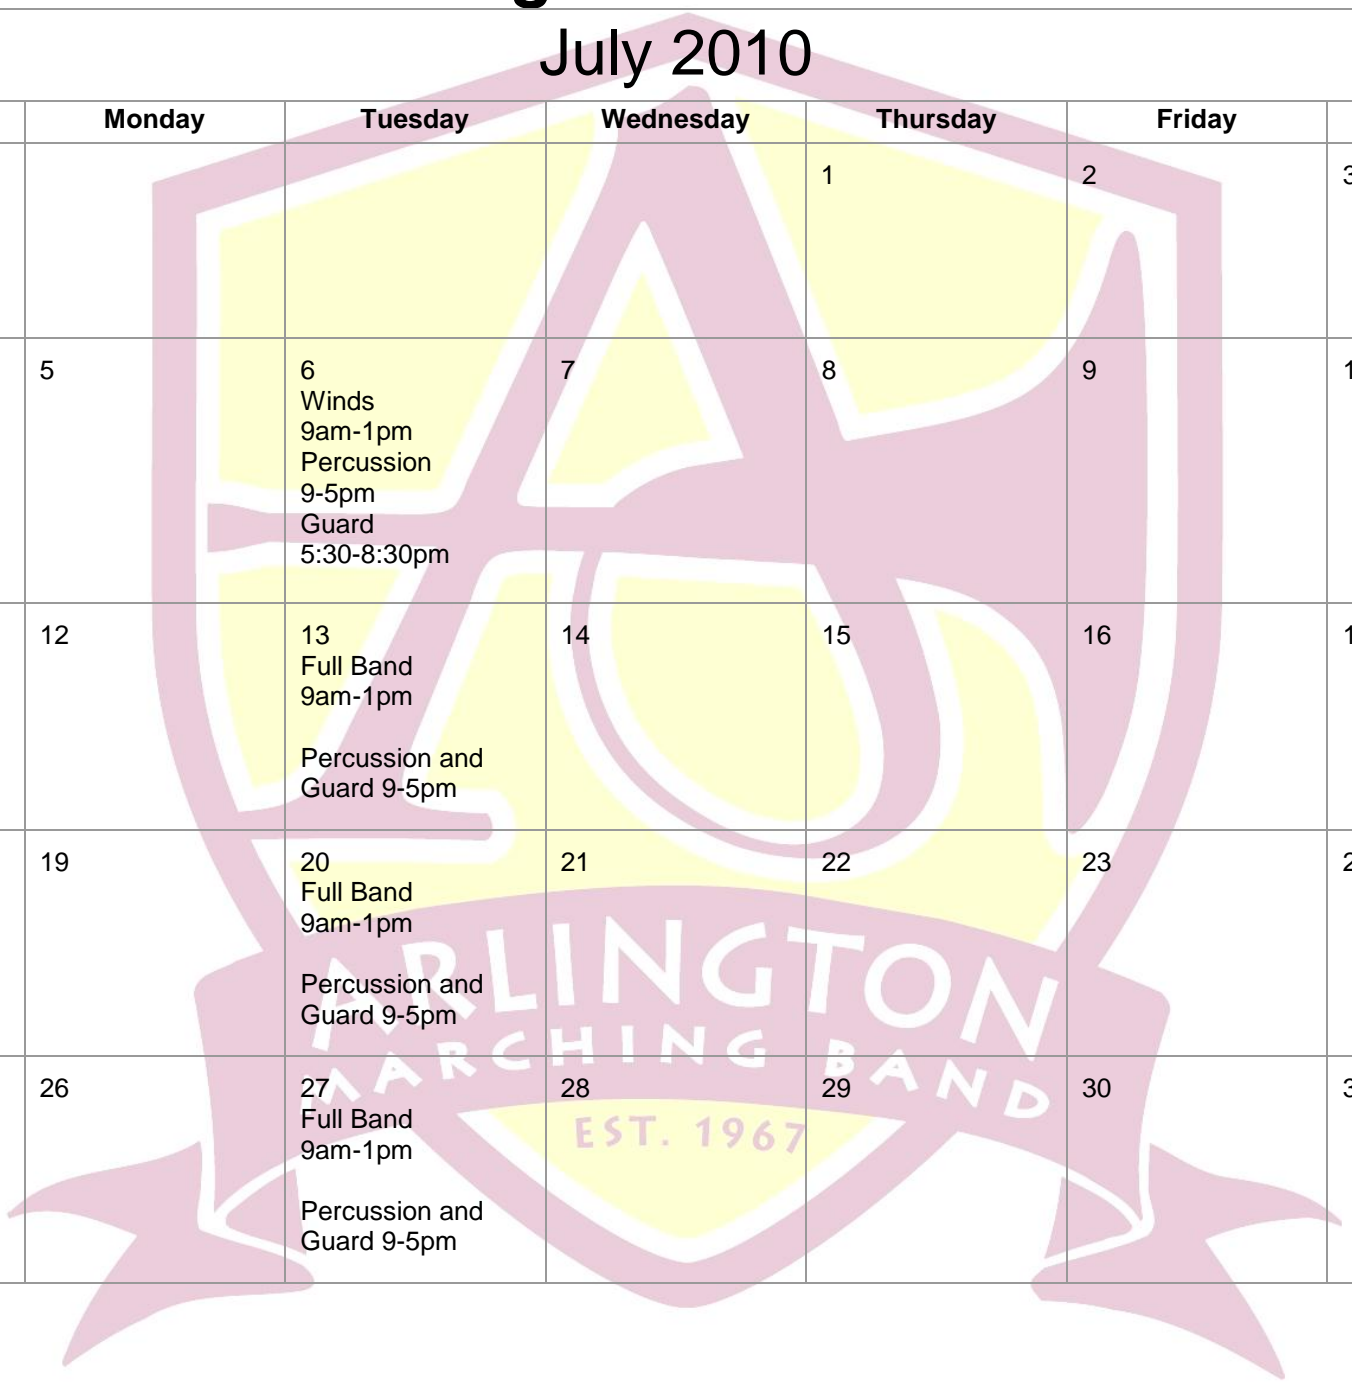 July 2010
Monday Tuesday Wednesday Thursday Friday
1 2
5 6 7 8 9
Winds
9am-1pm
Percussion
9-5pm
Guard
5:30-8:30pm
12 13 14 15 16
Full Band
9am-1pm
Percussion and
Guard 9-5pm
19 20 21 22 23
Full Band
9am-1pm
Percussion and
Guard 9-5pm
26 27 28 29 30
Full Band
9am-1pm
Percussion and
Guard 9-5pm
ARLINGTON
MARCHING BAND
EST. 1967